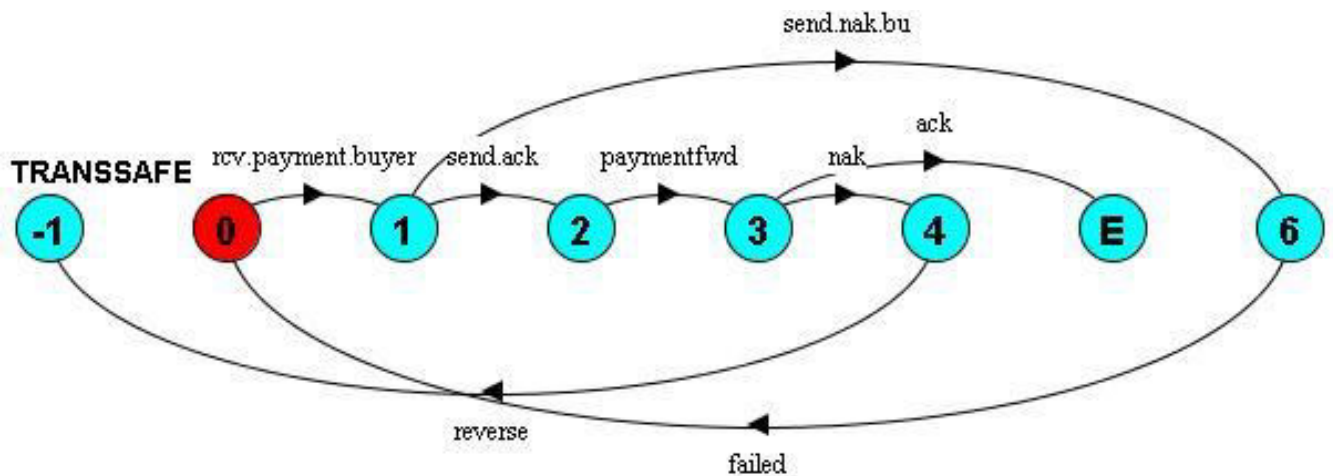 send.nak.bu
ack
rcv.payment.buyer send.ack paymentfwd nak
TRANSSAFE
-1 0 1 2 3 4 E 6
reverse
failed